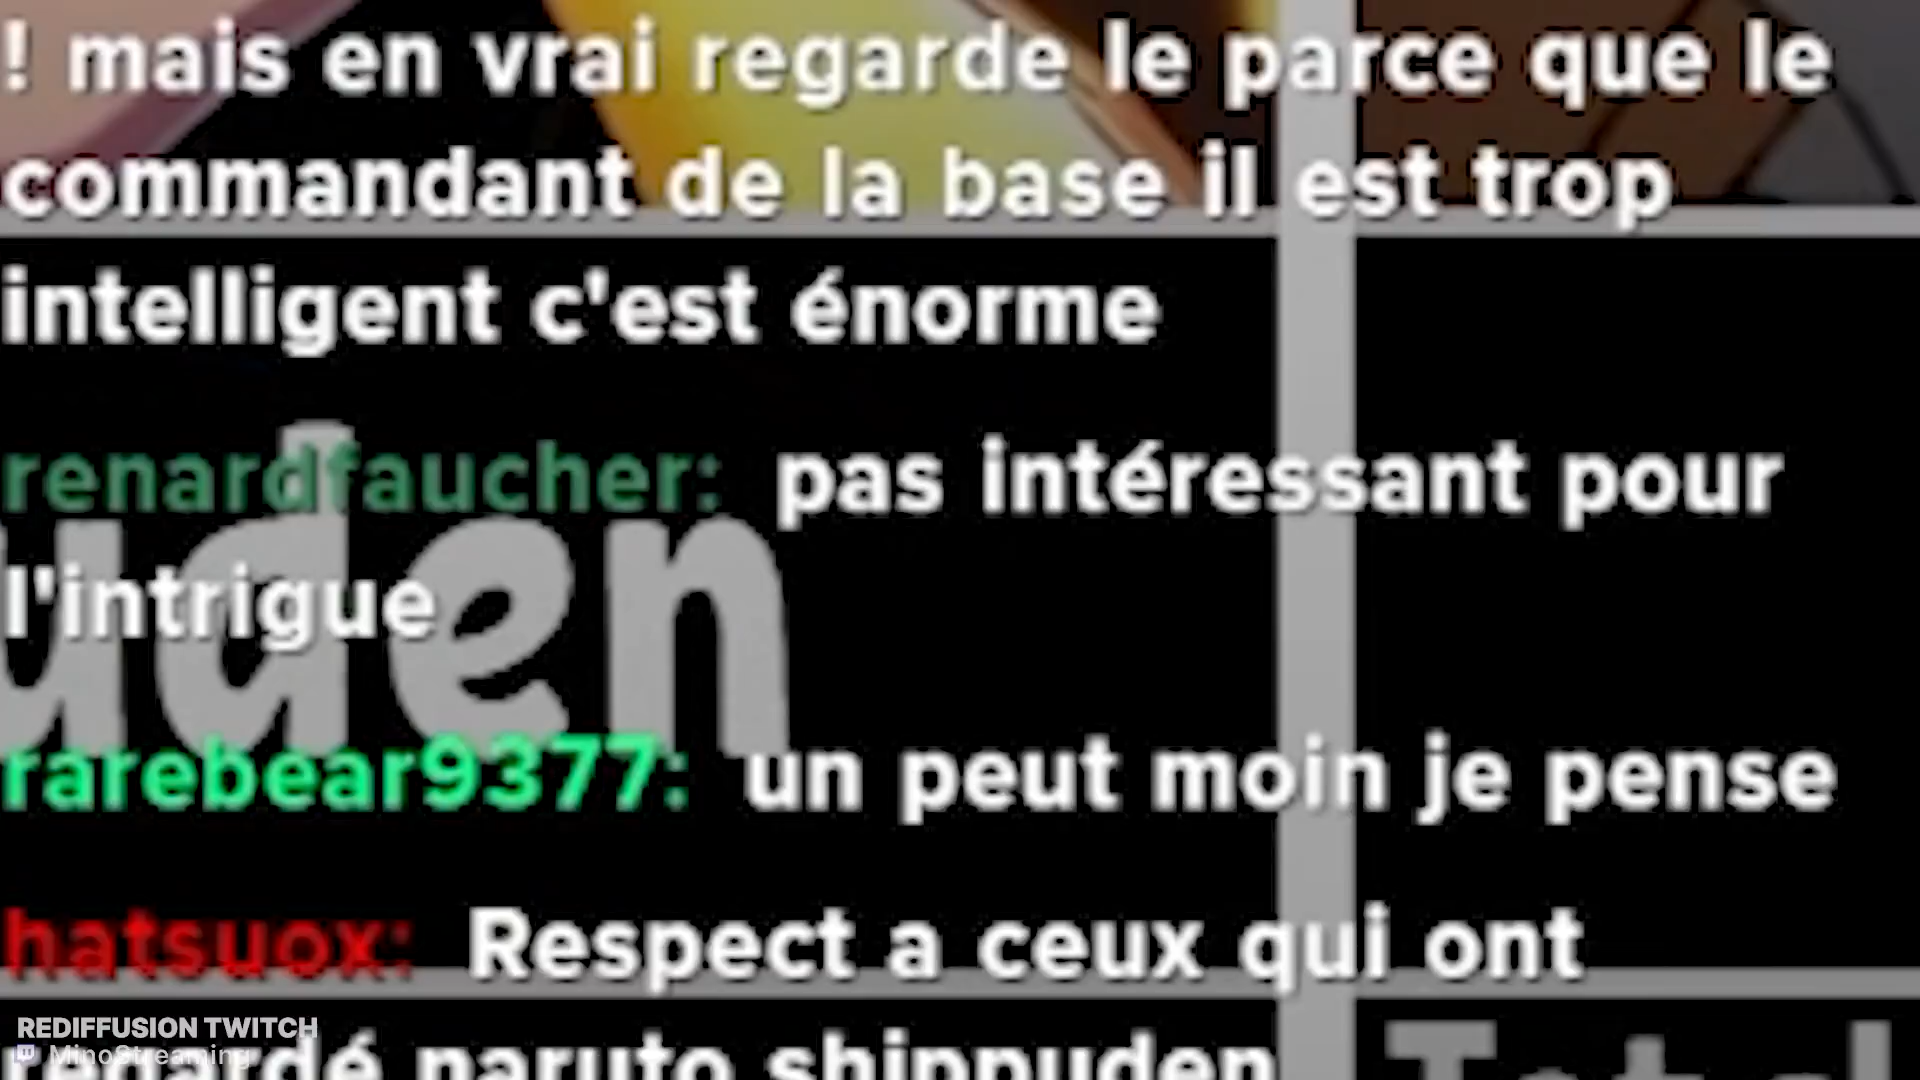 ! mais en vrai regarde le parce que le
commandant de la base il est trop
intelligent c'est énorme
renardfaucher: pas intéressant pour
l'intrigue
uden
rarebear9377: un peut moin je pense
hatsuox: Respect a ceux qui ont
REDIFFUSION TWITCH
MinoStreaming
regardé naruto shippuden